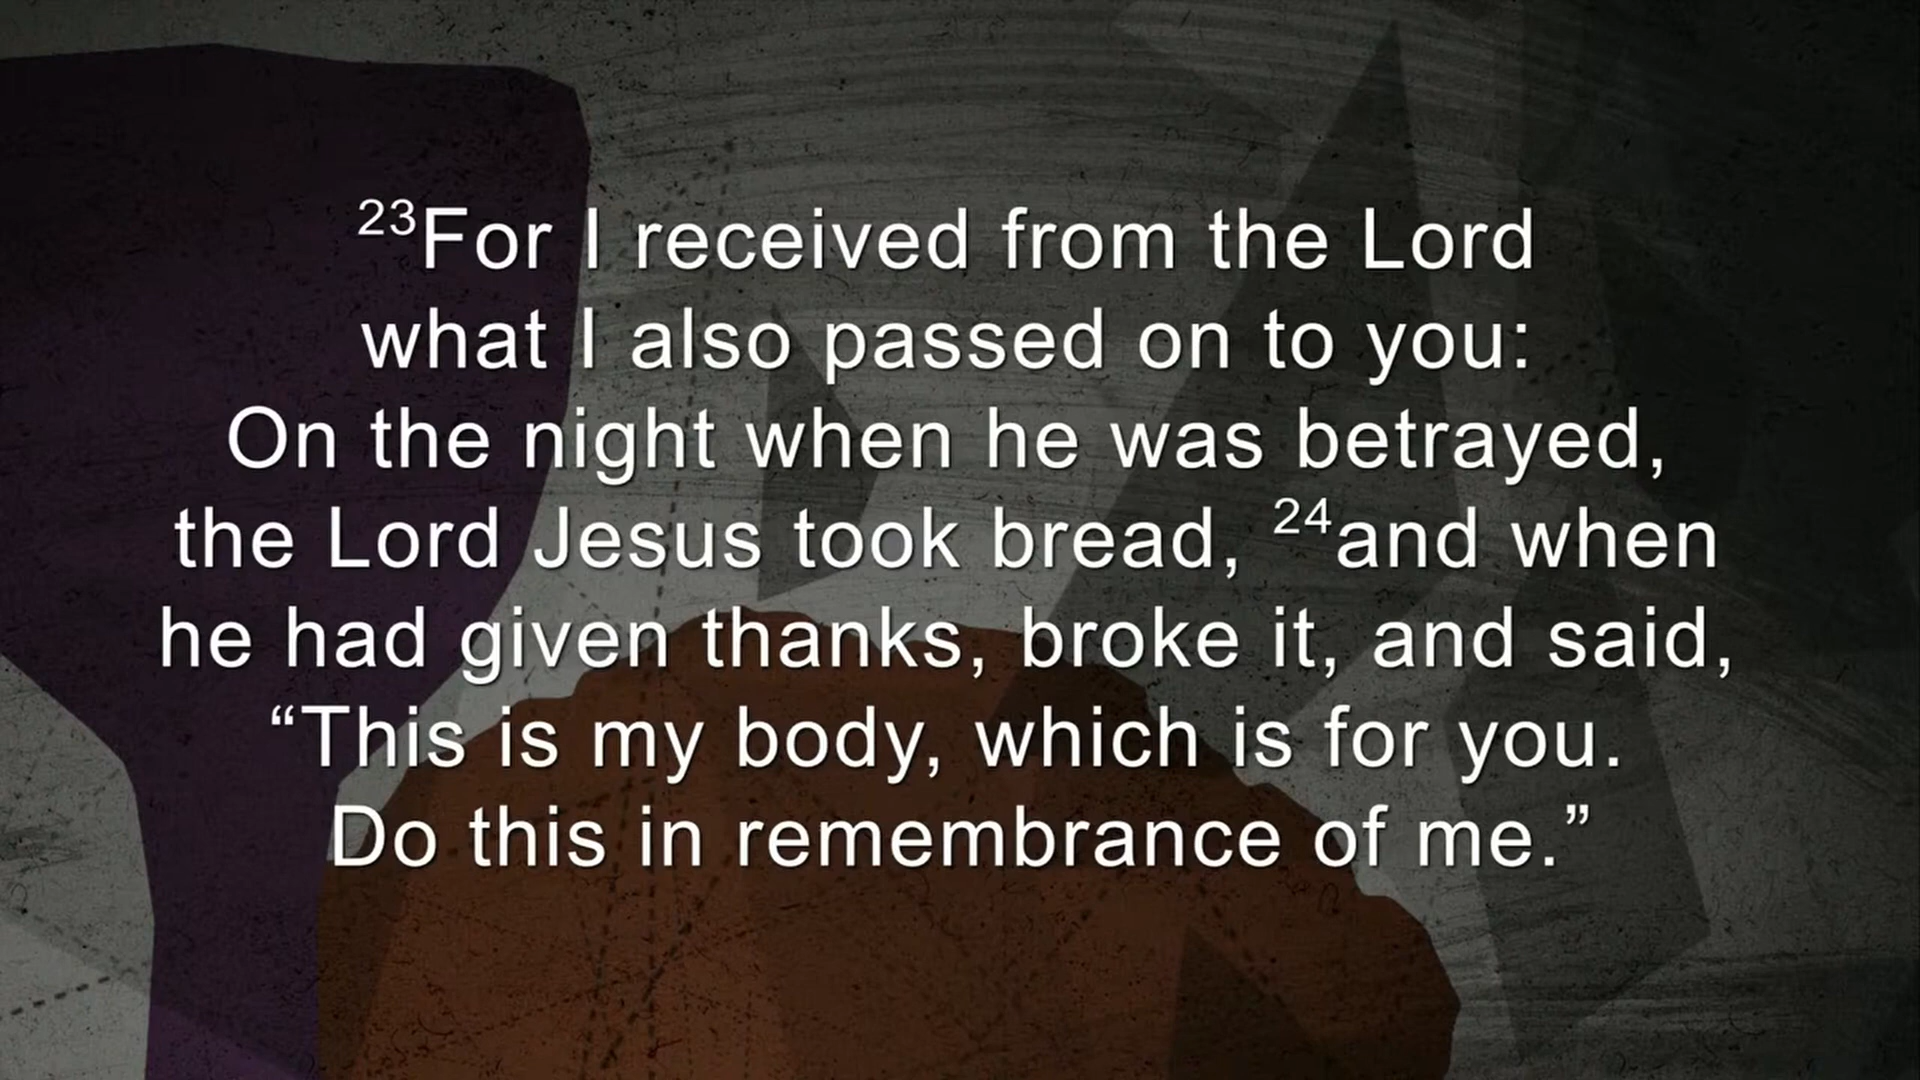 ²³For I received from the Lord
what I also passed on to you:
On the night when he was betrayed,
the Lord Jesus took bread, ²⁴and when
he had given thanks, broke it, and said,
“This is my body, which is for you.
Do this in remembrance of me.”